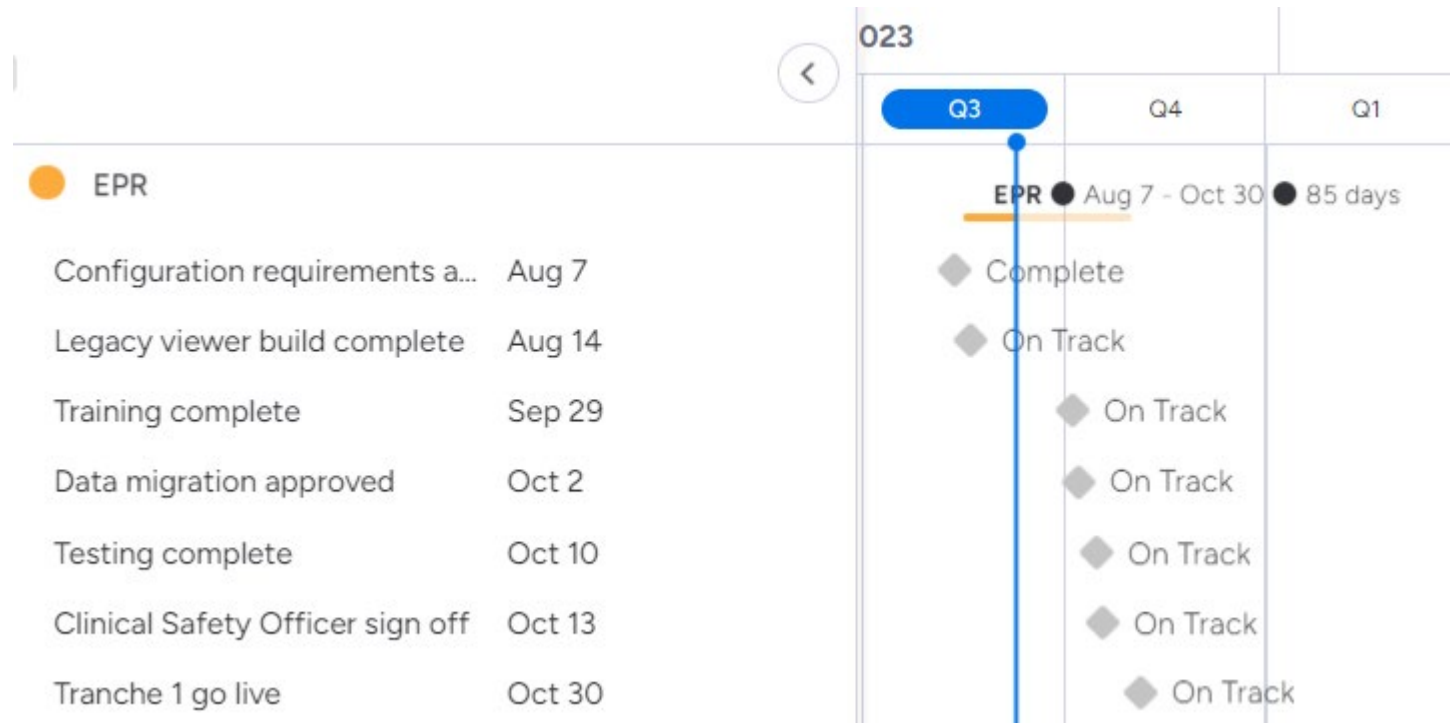 023
Q3 Q4 Q1
EPR
EPR ● Aug 7 - Oct 30 ● 85 days
Configuration requirements a... Aug 7 Complete
Legacy viewer build complete Aug 14 On Track
Training complete Sep 29 On Track
Data migration approved Oct 2 On Track
Testing complete Oct 10 On Track
Clinical Safety Officer sign off Oct 13 On Track
Tranche 1 go live Oct 30 On Track